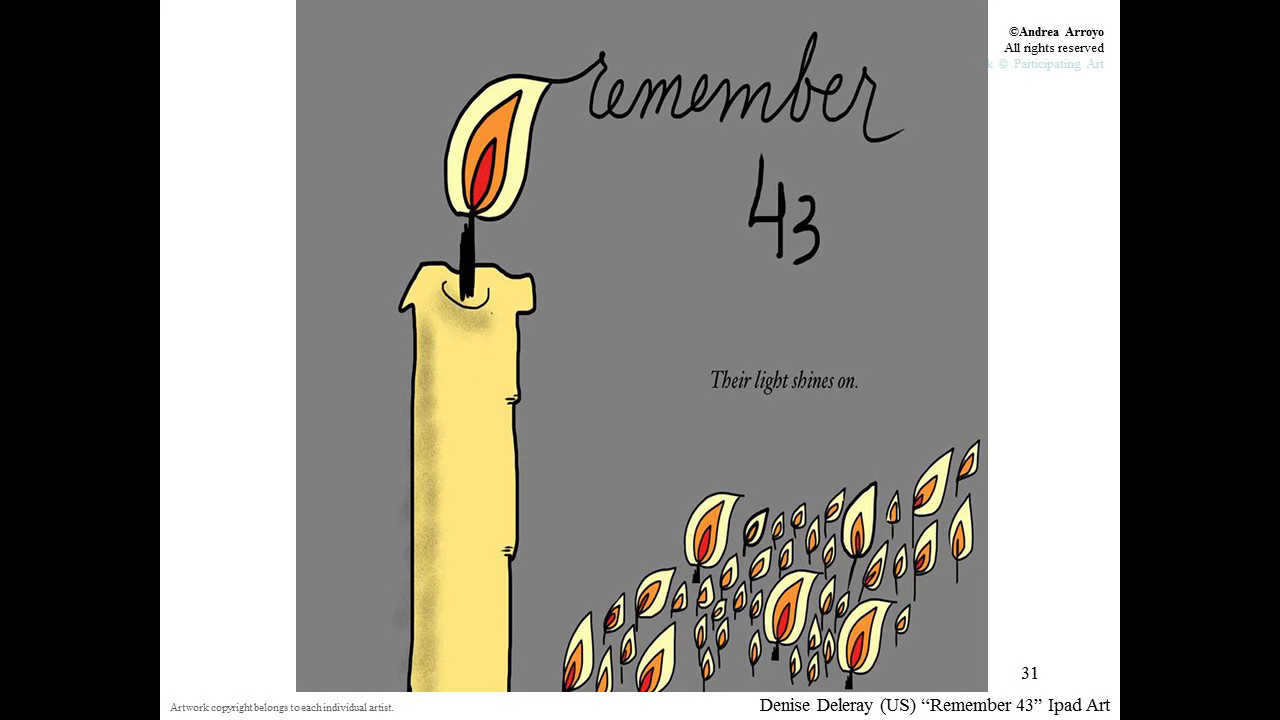 ©Andrea Arroyo
All rights reserved
k © Participating Art
remember
43
Their light shines on.
31
Artwork copyright belongs to each individual artist.
Denise Deleray (US) “Remember 43” Ipad Art